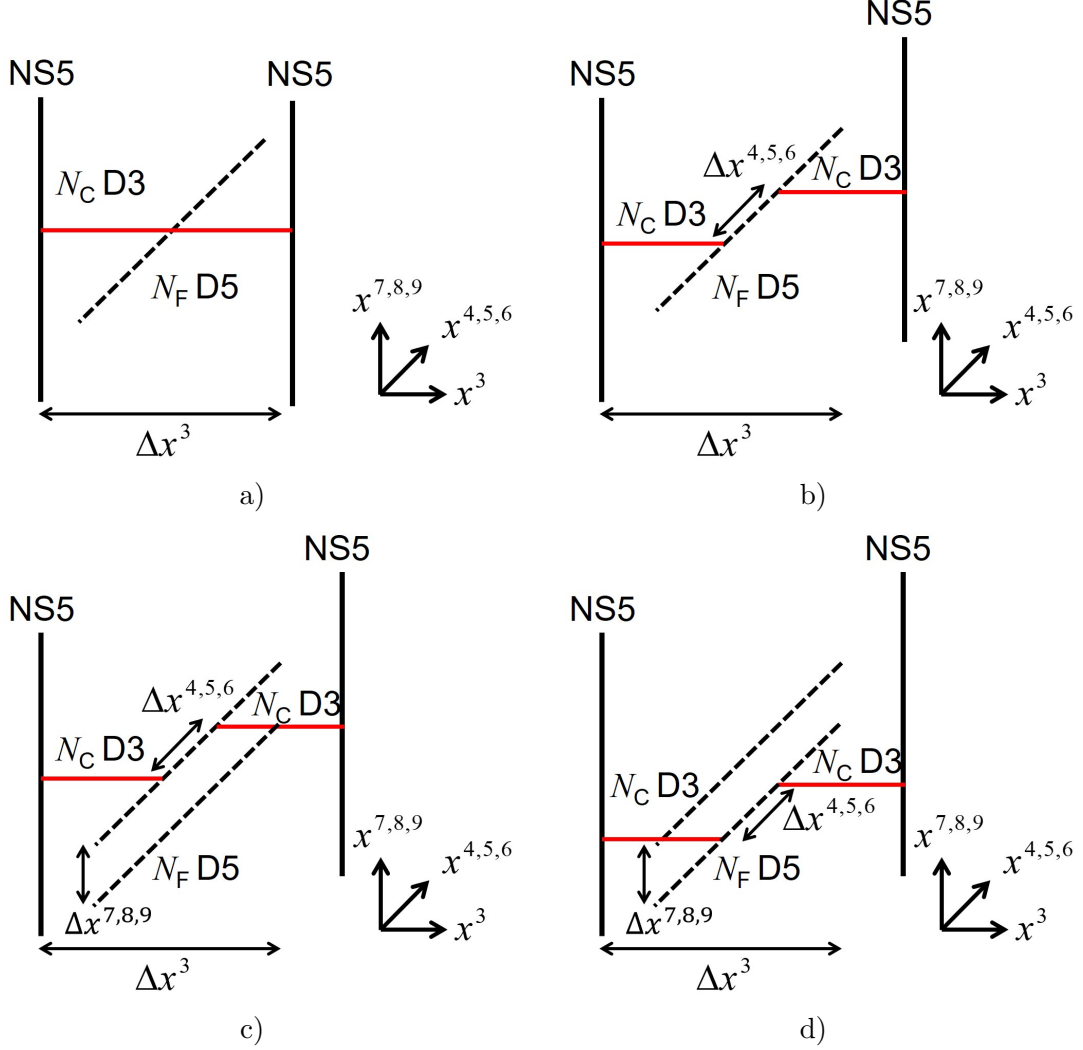 NS5 NS5
N_C D3
N_F D5
x^{7,8,9}
x^{4,5,6}
x^3
Δx^3
a)
NS5
NS5
Δx^{4,5,6}
N_C D3
N_C D3
N_F D5
x^{7,8,9}
x^{4,5,6}
x^3
Δx^3
b)
NS5
NS5
Δx^{4,5,6}
N_C D3
N_C D3
N_F D5
x^{7,8,9}
x^{4,5,6}
Δx^{7,8,9}
x^3
Δx^3
c)
NS5
NS5
N_C D3
N_C D3
Δx^{4,5,6}
N_F D5
x^{7,8,9}
x^{4,5,6}
Δx^{7,8,9}
x^3
Δx^3
d)